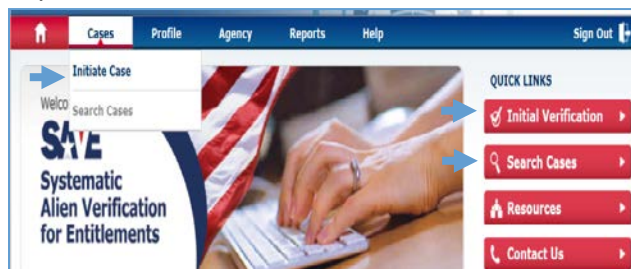 Cases Profile Agency Reports Help Sign Out
Initiate Case
Search Cases
Welco
SAVE
Systematic
Alien Verification
for Entitlements
QUICK LINKS
Initial Verification
Search Cases
Resources
Contact Us